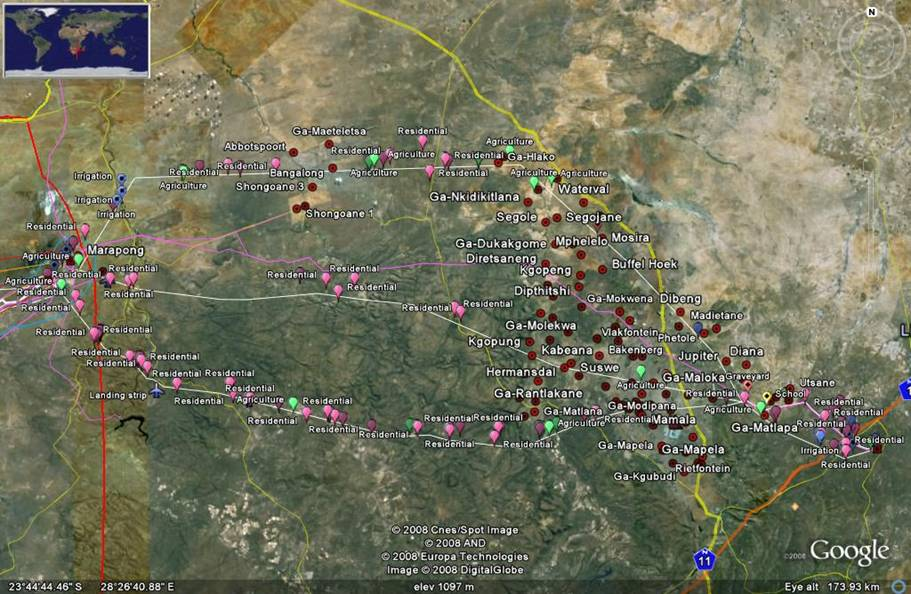 N
Ga-Maeteletsa
Residential
Abbotspoort
Residential
Agriculture
Agriculture
Residential
Ga-Hlako
Residential
Bangalong
Agriculture
Residential
Agriculture
Agriculture
Irrigation
Residential
Agriculture
Shongoane 3
Waterval
Ga-Nkidikitlana
Irrigation
Irrigation
Shongoane 1
Segole
Segojane
Residential
Mosira
Ga-Dukakgome
Mphelelo
Marapong
Agriculture
Diretsaneng
Buffel Hoek
Kgopeng
Residential
Residential
Residential
Residential
Agriculture
Residential
Residential
Residential
Dipthitshi
Ga-Mokwena
Dibeng
Residential
Residential
Residential
Madietane
Ga-Molekwa
Residential
Residential
Vlakfontein
Phetole
Kgopung
Kabeana
Bakenberg
Jupiter
Diana
Residential
Residential
Residential
Hermansdal
Suswe
Residential
Ga-Maloka
Graveyard
Utsane
Agriculture
Residential
Landing strip
Residential
Agriculture
Ga-Rantlakane
Residential
School
Residential
Ga-Matlana
Ga-Modipana
Agriculture
Residential
Residential
Residential
Residential
Residential
Agriculture
Residential
Mamala
Ga-Matlapa
Residential
Residential
Residential
Residential
Ga-Mapela
Ga-Mapela
Irrigation
Residential
Rietfontein
Ga-Kgubudi
© 2008 Cnes/Spot Image
© 2008 AND
© 2008 Europa Technologies
Image © 2008 DigitalGlobe
©2008 Google
11
23°44'44.46" S 28°26'40.88" E
elev 1097 m
Eye alt 173.93 km